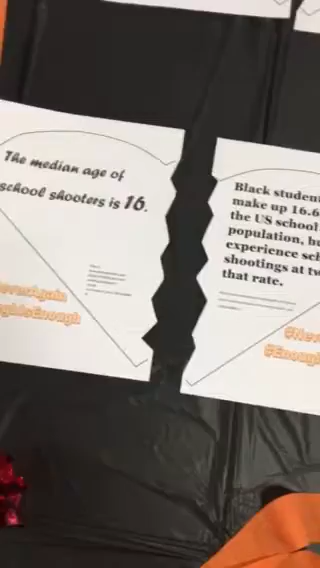 The median age of
school shooters is 16.
Black student
make up 16.6
the US school
population, bu
experience sch
shootings at tw
that rate.
#Nev
#Enough